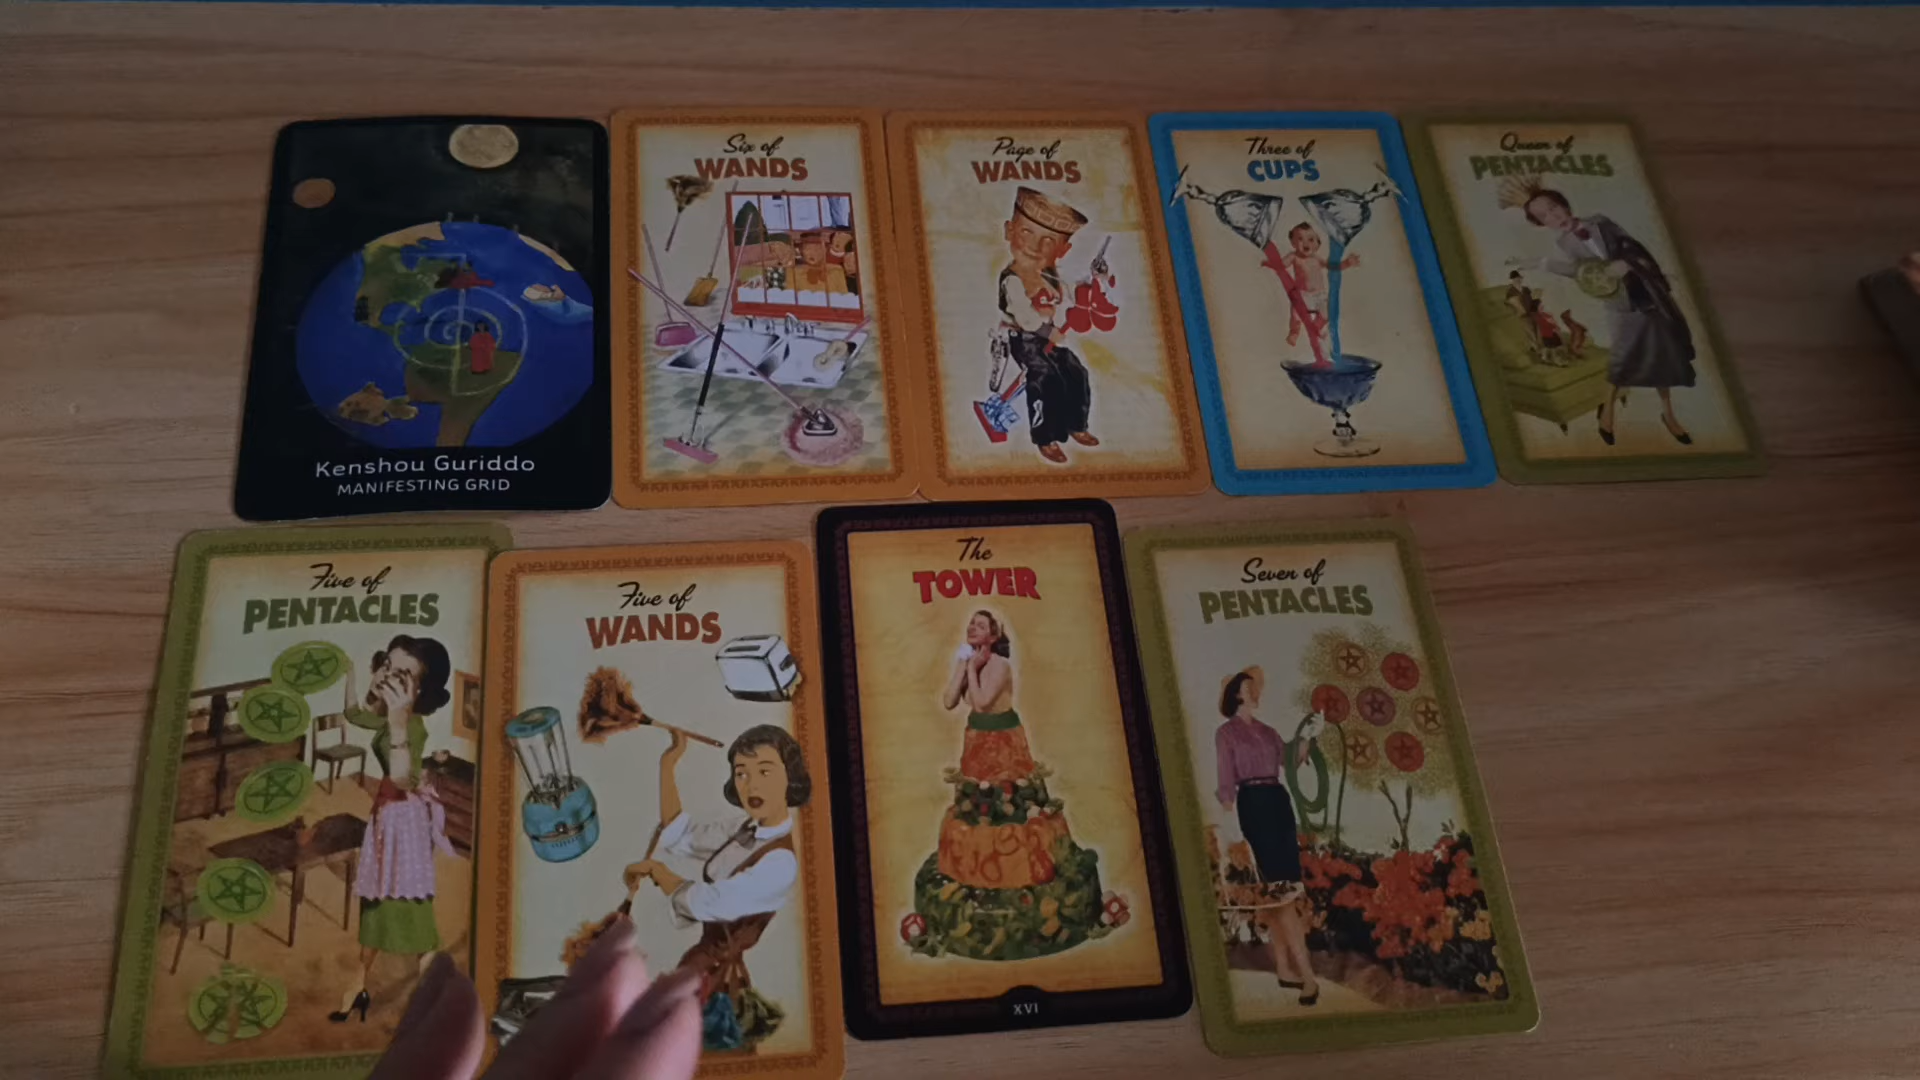 Kenshou Guriddo
MANIFESTING GRID
Six of
WANDS
Page of
WANDS
Three of
CUPS
Queen of
PENTACLES
Five of
PENTACLES
Five of
WANDS
The
TOWER
XVI
Seven of
PENTACLES